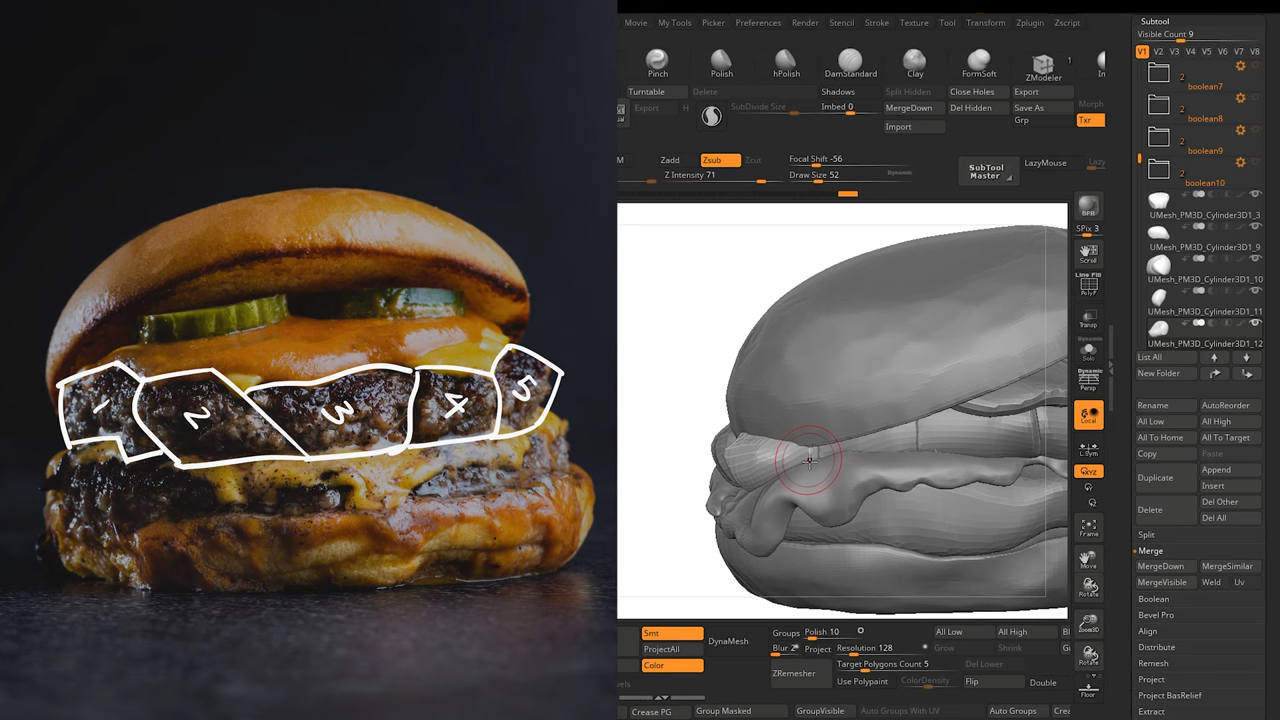 1
2
3
4
5
Movie My Tools Picker Preferences Render Stencil Stroke Texture Tool Transform Zplugin Zscript
Pinch Polish hPolish DamStandard Clay FormSoft ZModeler 1
Turntable Delete Shadows Split Hidden Close Holes Export
Export H SubDivide Size Imbed 0 MergeDown Del Hidden Save As Morph
Import Grp Txr
M Zadd Zsub Zcut Focal Shift -56 SubTool Master LazyMouse Lazy
Z Intensity 71 Draw Size 52 Dynamic
BPR
SPix 3
Scroll
Line Fill
PolyF
Transp
Dynamic
Solo
Dynamic
Persp
Local
L.Sym
Frame
Move
Rotate
Zoom3D
Rotate
Floor
Subtool
Visible Count 9
V1 V2 V3 V4 V5 V6 V7 V8
2
boolean7
2
boolean8
2
boolean9
2
boolean10
UMesh_PM3D_Cylinder3D1_3
UMesh_PM3D_Cylinder3D1_9
UMesh_PM3D_Cylinder3D1_10
UMesh_PM3D_Cylinder3D1_11
UMesh_PM3D_Cylinder3D1_12
List All
New Folder
Rename AutoReorder
All Low All High
All To Home All To Target
Copy Paste
Duplicate Append
Insert
Delete Del Other
Del All
Split
Merge
MergeDown MergeSimilar
MergeVisible Weld Uv
Boolean
Bevel Pro
Align
Distribute
Remesh
Project
Project BasRelief
Extract
Smt DynaMesh Groups Polish 10 All Low All High
ProjectAll Blur 2 Project Resolution 128 Grow Shrink
Color ZRemesher Target Polygons Count 5 Del Lower
Use Polypaint ColorDensity Flip Double
Crease PG Group Masked GroupVisible Auto Groups With UV Auto Groups